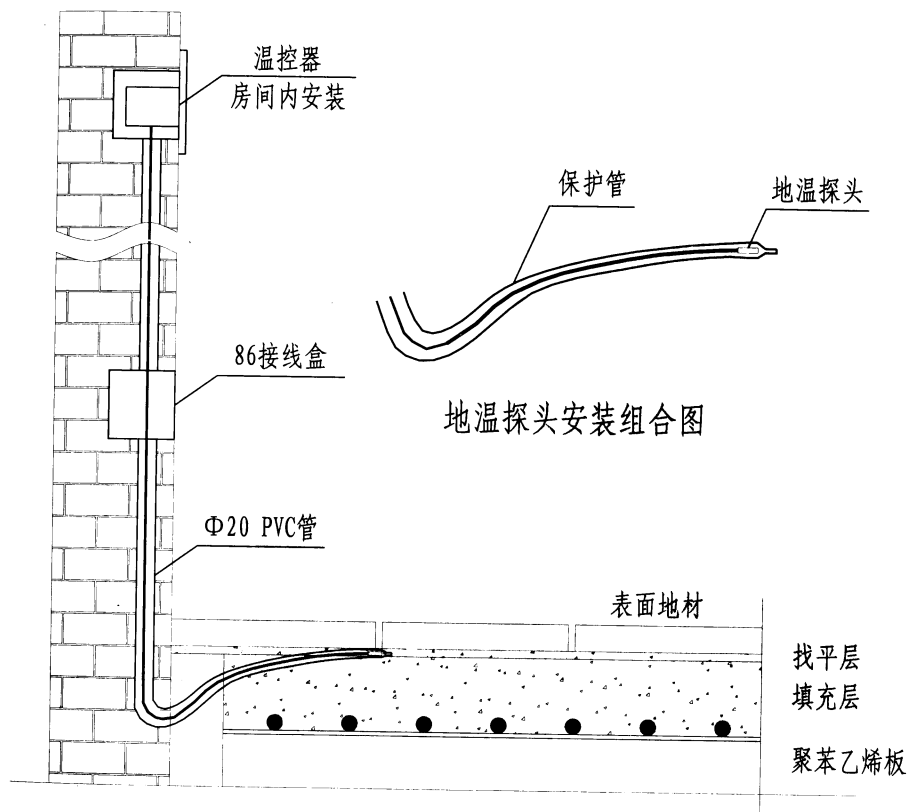 温控器
房间内安装
保护管
地温探头
86接线盒
地温探头安装组合图
Φ20 PVC管
表面地材
找平层
填充层
聚苯乙烯板